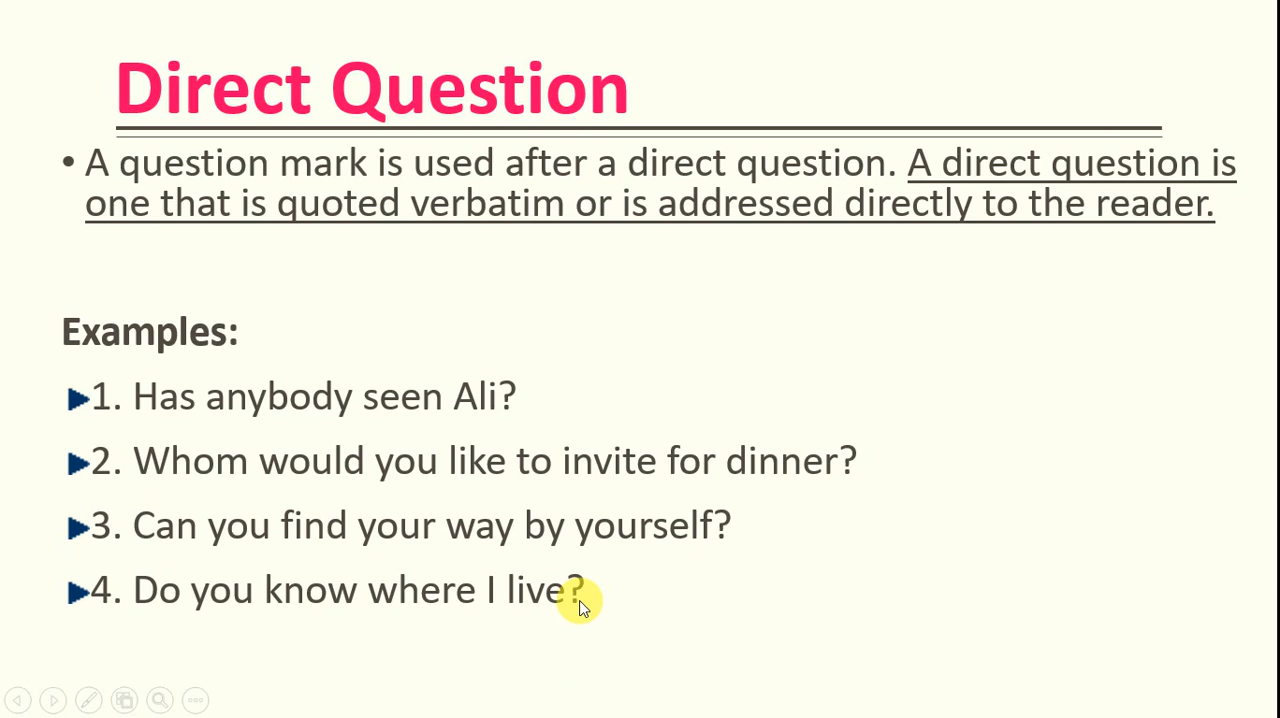 Direct Question
• A question mark is used after a direct question. A direct question is
one that is quoted verbatim or is addressed directly to the reader.
Examples:
1. Has anybody seen Ali?
2. Whom would you like to invite for dinner?
3. Can you find your way by yourself?
4. Do you know where I live?